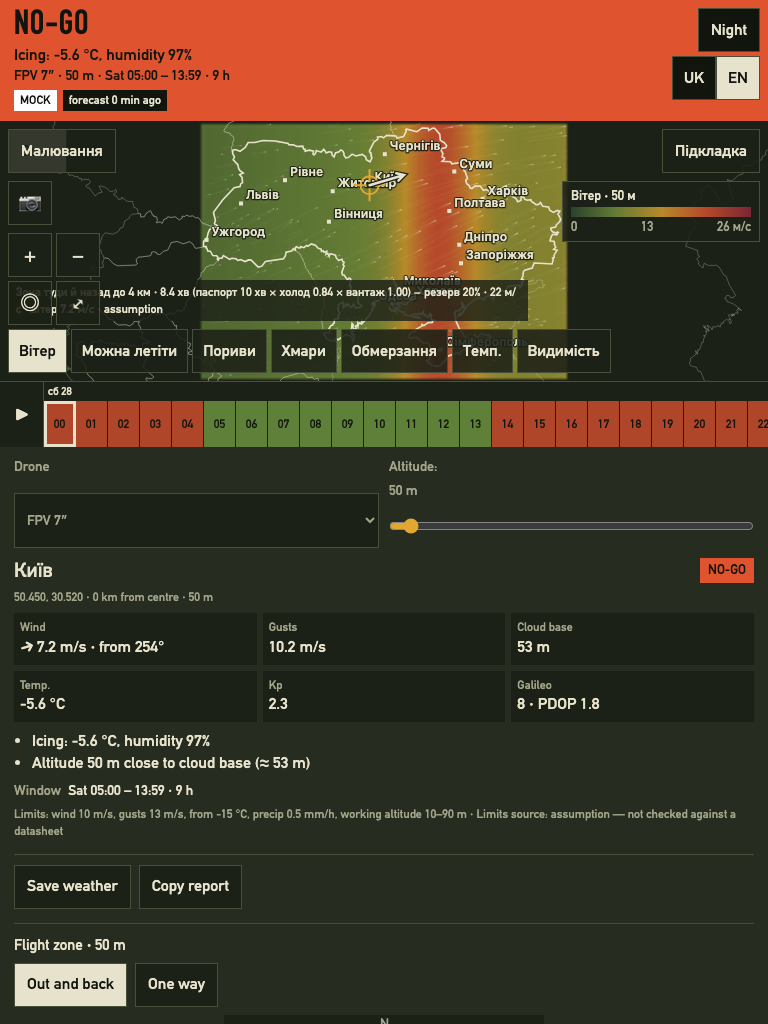 NO-GO
Icing: -5.6 °C, humidity 97%
FPV 7″ · 50 m · Sat 05:00 – 13:59 · 9 h
MOCK forecast 0 min ago
Night
UK EN
Малювання
Підкладка
Чернігів
Суми
Рівне
Харків
Львів
Полтава
Вінниця
Ужгород
Дніпро
Запоріжжя
Миколаїв
Вітер · 50 м
0 13 26 м/с
+ −
ад до 4 км · 8.4 хв (паспорт 10 хв × холод 0.84 × вантаж 1.00) — резерв 20% · 22 м/
assumption
Вітер Можна летіти Пориви Хмари Обмерзання Темп. Видимість
сб 28
00 01 02 03 04 05 06 07 08 09 10 11 12 13 14 15 16 17 18 19 20 21 22
Drone
Altitude:
50 m
FPV 7″
Київ
NO-GO
50.450, 30.520 · 0 km from centre · 50 m
Wind
7.2 m/s · from 254°
Gusts
10.2 m/s
Cloud base
53 m
Temp.
-5.6 °C
Kp
2.3
Galileo
8 · PDOP 1.8
• Icing: -5.6 °C, humidity 97%
• Altitude 50 m close to cloud base (≈ 53 m)
Window Sat 05:00 – 13:59 · 9 h
Limits: wind 10 m/s, gusts 13 m/s, from -15 °C, precip 0.5 mm/h, working altitude 10–90 m · Limits source: assumption — not checked against a
datasheet
Save weather Copy report
Flight zone · 50 m
Out and back One way
N